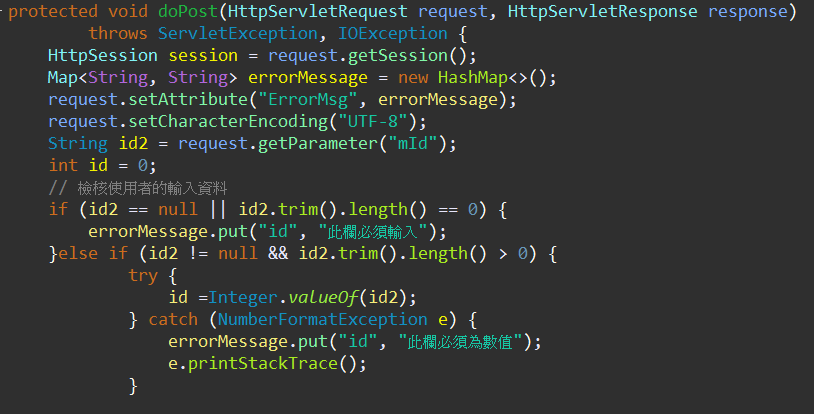 protected void doPost(HttpServletRequest request, HttpServletResponse response)
throws ServletException, IOException {
HttpSession session = request.getSession();
Map<String, String> errorMessage = new HashMap<>();
request.setAttribute("ErrorMsg", errorMessage);
request.setCharacterEncoding("UTF-8");
String id2 = request.getParameter("mId");
int id = 0;
// 檢核使用者的輸入資料
if (id2 == null || id2.trim().length() == 0) {
errorMessage.put("id", "此欄必須輸入");
}else if (id2 != null && id2.trim().length() > 0) {
try {
id =Integer.valueOf(id2);
} catch (NumberFormatException e) {
errorMessage.put("id", "此欄必須為數值");
e.printStackTrace();
}